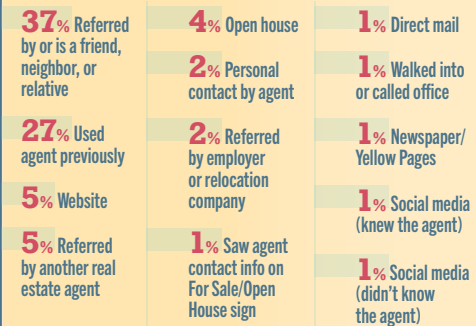 37% Referred
by or is a friend,
neighbor, or
relative
27% Used
agent previously
5% Website
5% Referred
by another real
estate agent
4% Open house
2% Personal
contact by agent
2% Referred
by employer
or relocation
company
1% Saw agent
contact info on
For Sale/Open
House sign
1% Direct mail
1% Walked into
or called office
1% Newspaper/
Yellow Pages
1% Social media
(knew the agent)
1% Social media
(didn't know
the agent)